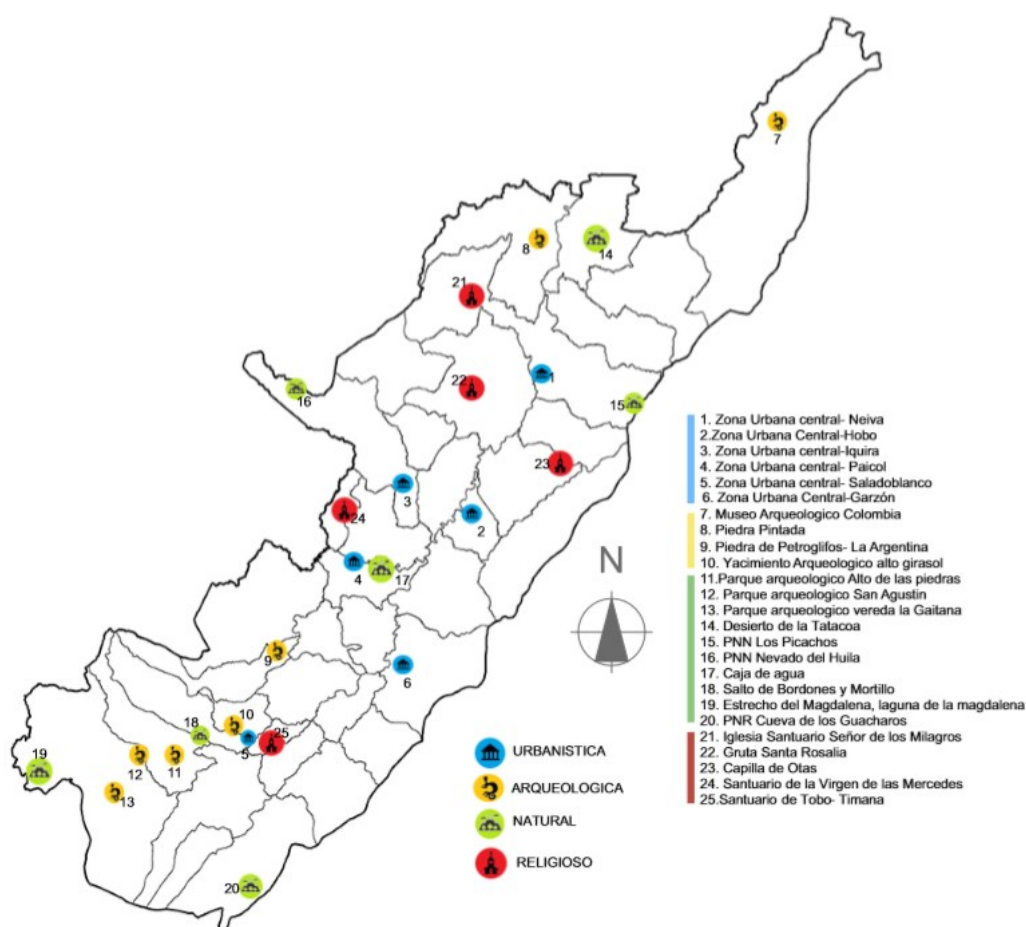 7
8
14
21
22
1
16
15
23
3
24
2
4
17
9
6
10
18
5
25
19
12
11
13
20
N
1. Zona Urbana central- Neiva
2.Zona Urbana Central-Hobo
3. Zona Urbana central-Iquira
4. Zona Urbana central- Paicol
5. Zona Urbana central- Saladoblanco
6. Zona Urbana Central-Garzón
7. Museo Arqueologico Colombia
8. Piedra Pintada
9. Piedra de Petroglifos- La Argentina
10. Yacimiento Arqueologico alto girasol
11.Parque arqueologico Alto de las piedras
12. Parque arqueologico San Agustin
13. Parque arqueologico vereda la Gaitana
14. Desierto de la Tatacoa
15. PNN Los Picachos
16. PNN Nevado del Huila
17. Caja de agua
18. Salto de Bordones y Mortillo
19. Estrecho del Magdalena, laguna de la magdalena
20. PNR Cueva de los Guacharos
21. Iglesia Santuario Señor de los Milagros
22. Gruta Santa Rosalia
23. Capilla de Otas
24. Santuario de la Virgen de las Mercedes
25.Santuario de Tobo- Timana
URBANISTICA
ARQUEOLOGICA
NATURAL
RELIGIOSO